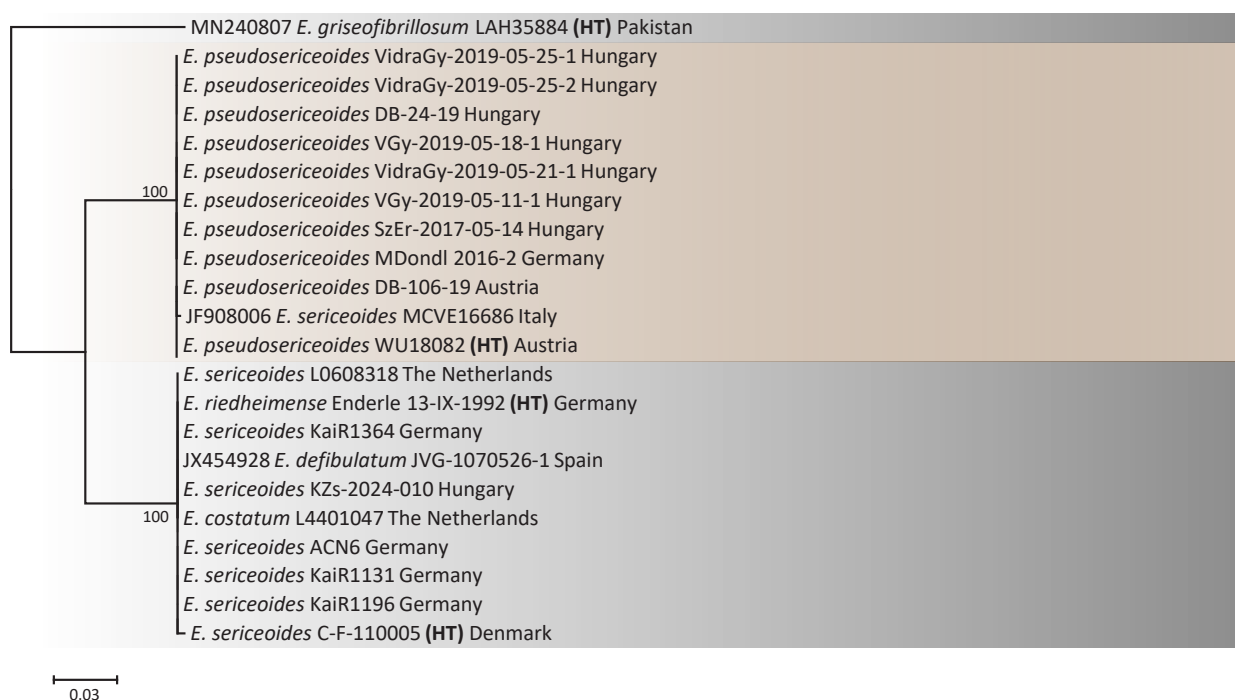 MN240807 E. griseofibrillosum LAH35884 (HT) Pakistan
E. pseudosericeoides VidraGy-2019-05-25-1 Hungary
E. pseudosericeoides VidraGy-2019-05-25-2 Hungary
E. pseudosericeoides DB-24-19 Hungary
E. pseudosericeoides VGy-2019-05-18-1 Hungary
E. pseudosericeoides VidraGy-2019-05-21-1 Hungary
100
E. pseudosericeoides VGy-2019-05-11-1 Hungary
E. pseudosericeoides SzEr-2017-05-14 Hungary
E. pseudosericeoides MDondl 2016-2 Germany
E. pseudosericeoides DB-106-19 Austria
JF908006 E. sericeoides MCVE16686 Italy
E. pseudosericeoides WU18082 (HT) Austria
E. sericeoides L0608318 The Netherlands
E. riedheimense Enderle 13-IX-1992 (HT) Germany
E. sericeoides KaiR1364 Germany
JX454928 E. defibulatum JVG-1070526-1 Spain
E. sericeoides KZs-2024-010 Hungary
100
E. costatum L4401047 The Netherlands
E. sericeoides ACN6 Germany
E. sericeoides KaiR1131 Germany
E. sericeoides KaiR1196 Germany
E. sericeoides C-F-110005 (HT) Denmark
0.03